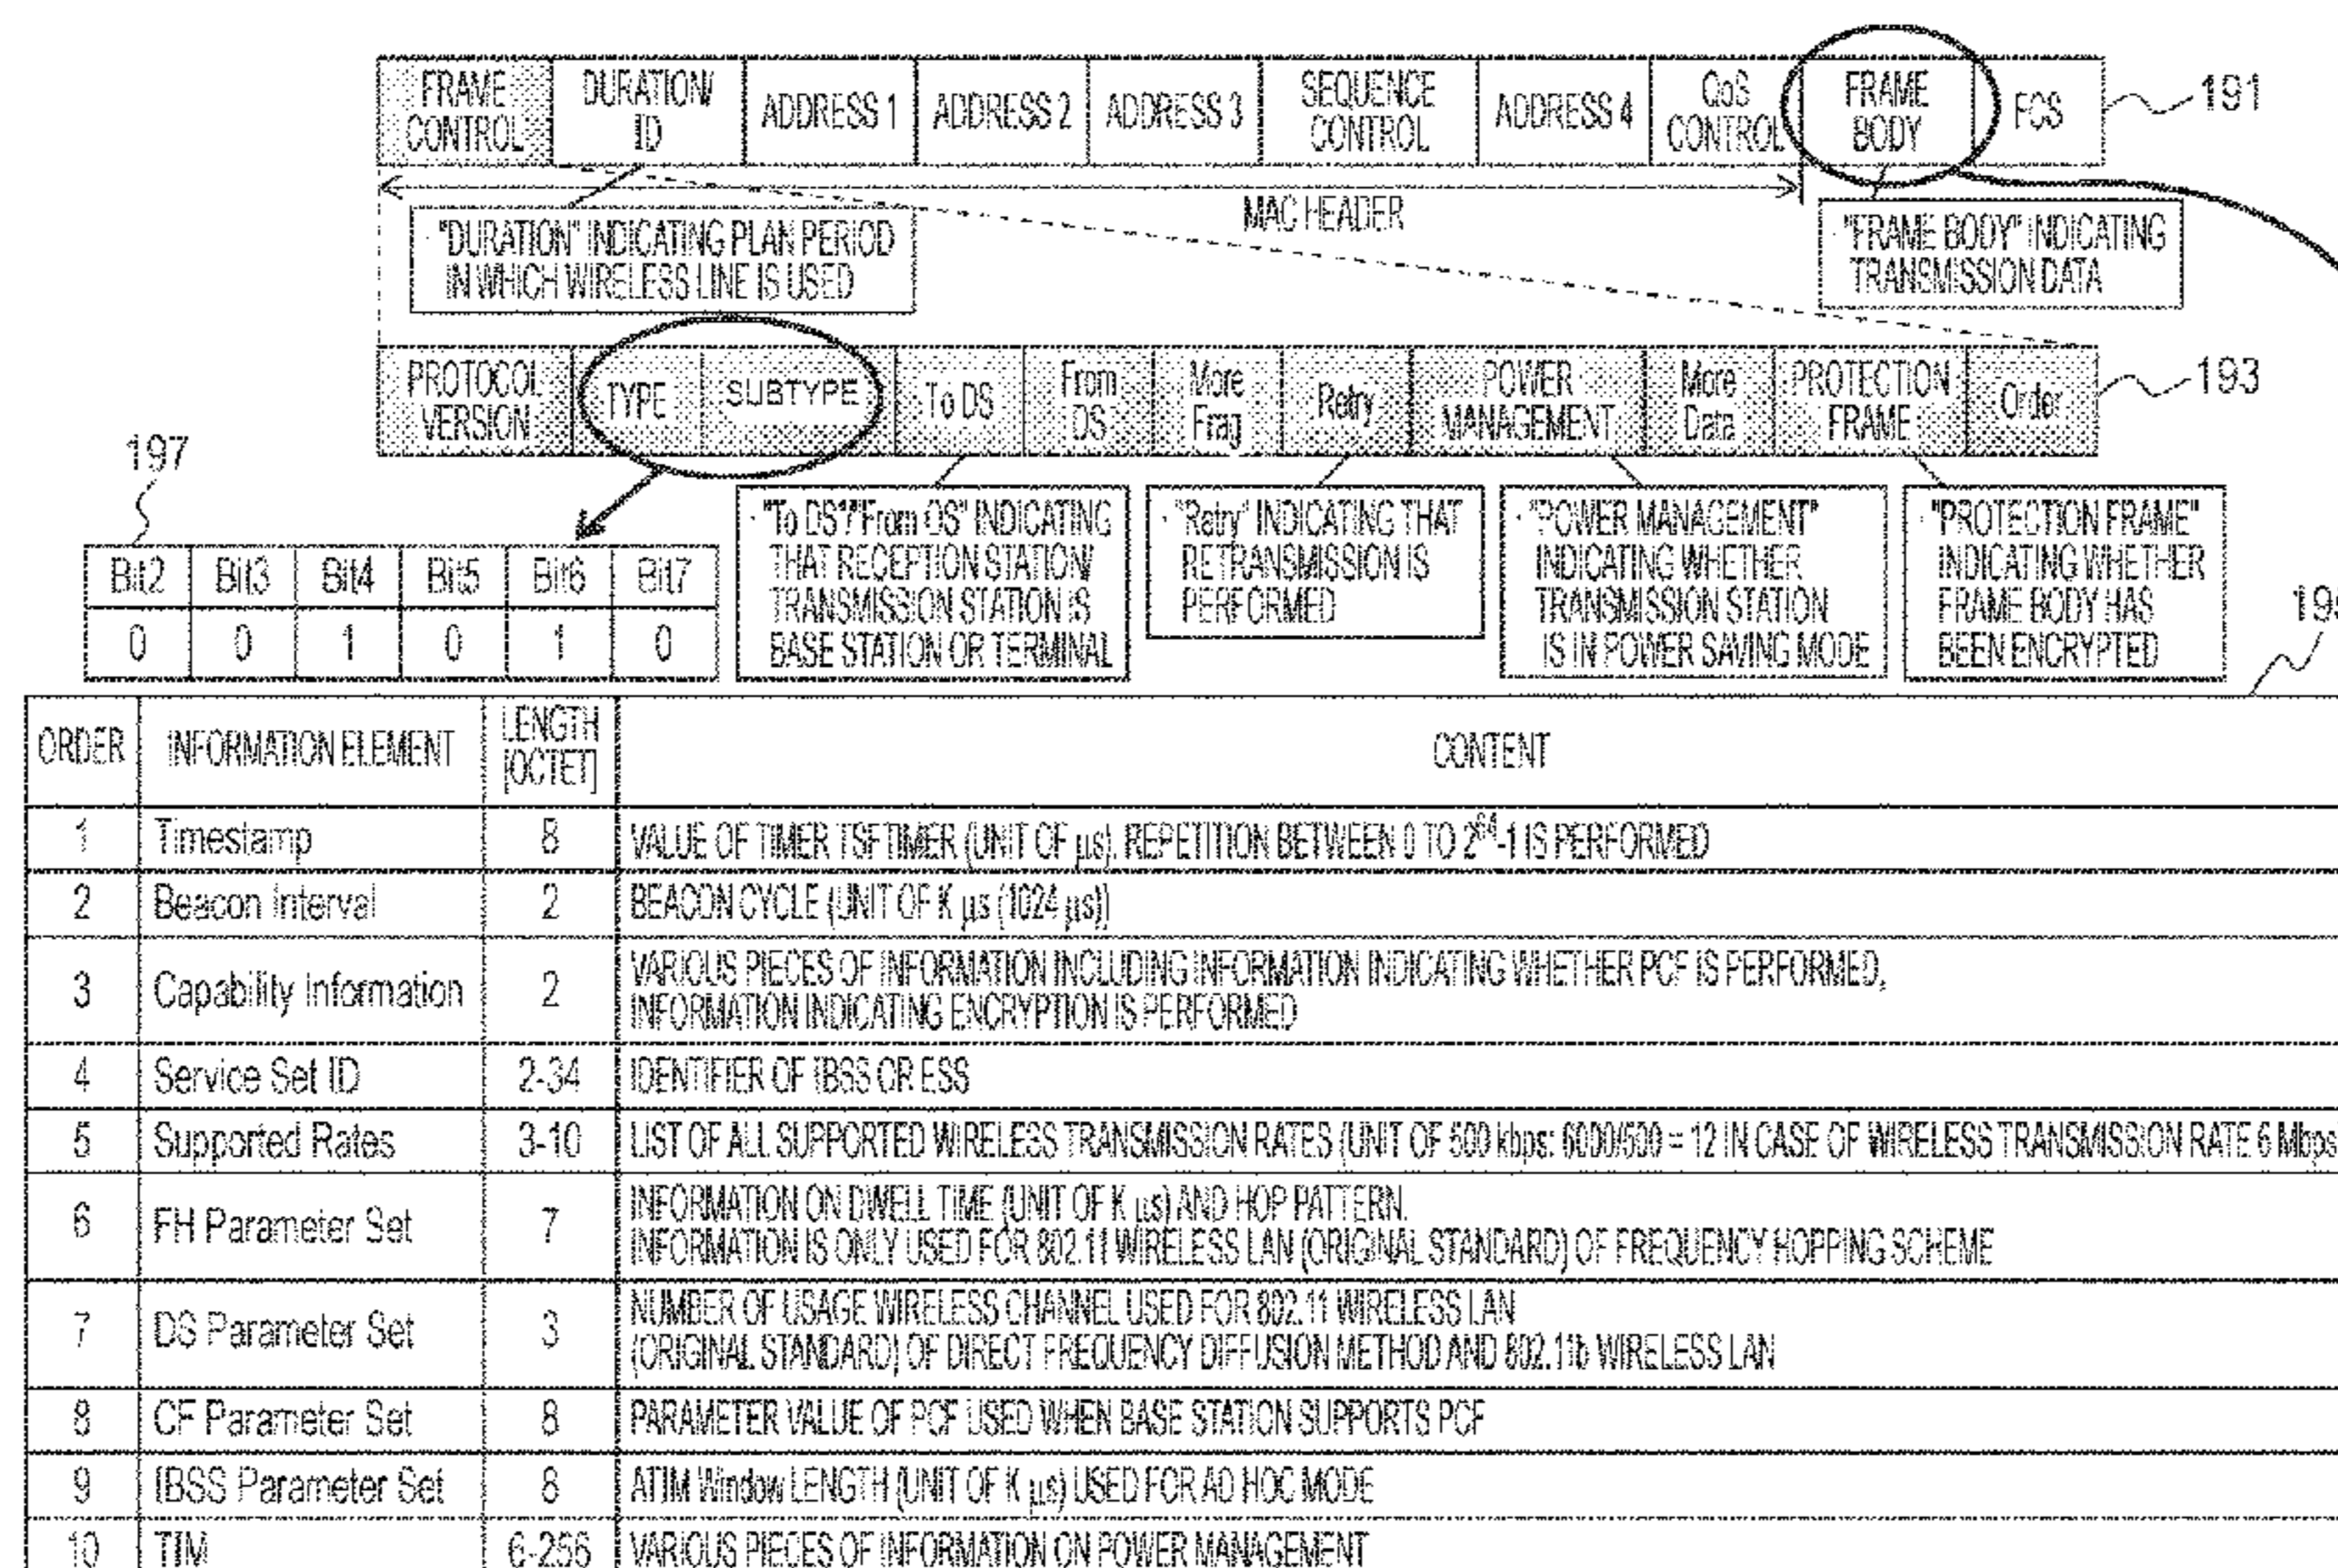 FRAME CONTROL
DURATION/ ID
ADDRESS 1
ADDRESS 2
ADDRESS 3
SEQUENCE CONTROL
ADDRESS 4
QoS CONTROL
FRAME BODY
FCS
191
MAC HEADER
· "DURATION" INDICATING PLAN PERIOD
IN WHICH WIRELESS LINE IS USED
· "FRAME BODY" INDICATING
TRANSMISSION DATA
PROTOCOL VERSION
TYPE
SUBTYPE
To DS
From DS
More Frag
Retry
POWER MANAGEMENT
More Data
PROTECTION FRAME
Order
193
197
Bit2 Bit3 Bit4 Bit5 Bit6 Bit7
0 0 1 0 1 0
· "To DS"/"From DS" INDICATING
THAT RECEPTION STATION/
TRANSMISSION STATION IS
BASE STATION OR TERMINAL
· "Retry" INDICATING THAT
RETRANSMISSION IS
PERFORMED
· "POWER MANAGEMENT"
INDICATING WHETHER
TRANSMISSION STATION
IS IN POWER SAVING MODE
· "PROTECTION FRAME"
INDICATING WHETHER
FRAME BODY HAS
BEEN ENCRYPTED
ORDER INFORMATION ELEMENT LENGTH [OCTET] CONTENT
1 Timestamp 8 VALUE OF TIMER TSFTIMER (UNIT OF µs). REPETITION BETWEEN 0 TO 2^64-1 IS PERFORMED
2 Beacon Interval 2 BEACON CYCLE (UNIT OF K µs (1024 µs))
3 Capability Information 2 VARIOUS PIECES OF INFORMATION INCLUDING INFORMATION INDICATING WHETHER PCF IS PERFORMED,
INFORMATION INDICATING ENCRYPTION IS PERFORMED
4 Service Set ID 2-34 IDENTIFIER OF IBSS OR ESS
5 Supported Rates 3-10 LIST OF ALL SUPPORTED WIRELESS TRANSMISSION RATES (UNIT OF 500 kbps: 6000/500 = 12 IN CASE OF WIRELESS TRANSMISSION RATE 6 Mbps
6 FH Parameter Set 7 INFORMATION ON DWELL TIME (UNIT OF K µs) AND HOP PATTERN.
INFORMATION IS ONLY USED FOR 802.11 WIRELESS LAN (ORIGINAL STANDARD) OF FREQUENCY HOPPING SCHEME
7 DS Parameter Set 3 NUMBER OF USAGE WIRELESS CHANNEL USED FOR 802.11 WIRELESS LAN
(ORIGINAL STANDARD) OF DIRECT FREQUENCY DIFFUSION METHOD AND 802.11b WIRELESS LAN
8 CF Parameter Set 8 PARAMETER VALUE OF PCF USED WHEN BASE STATION SUPPORTS PCF
9 IBSS Parameter Set 8 ATIM Window LENGTH (UNIT OF K µs) USED FOR AD HOC MODE
10 TIM 6-256 VARIOUS PIECES OF INFORMATION ON POWER MANAGEMENT